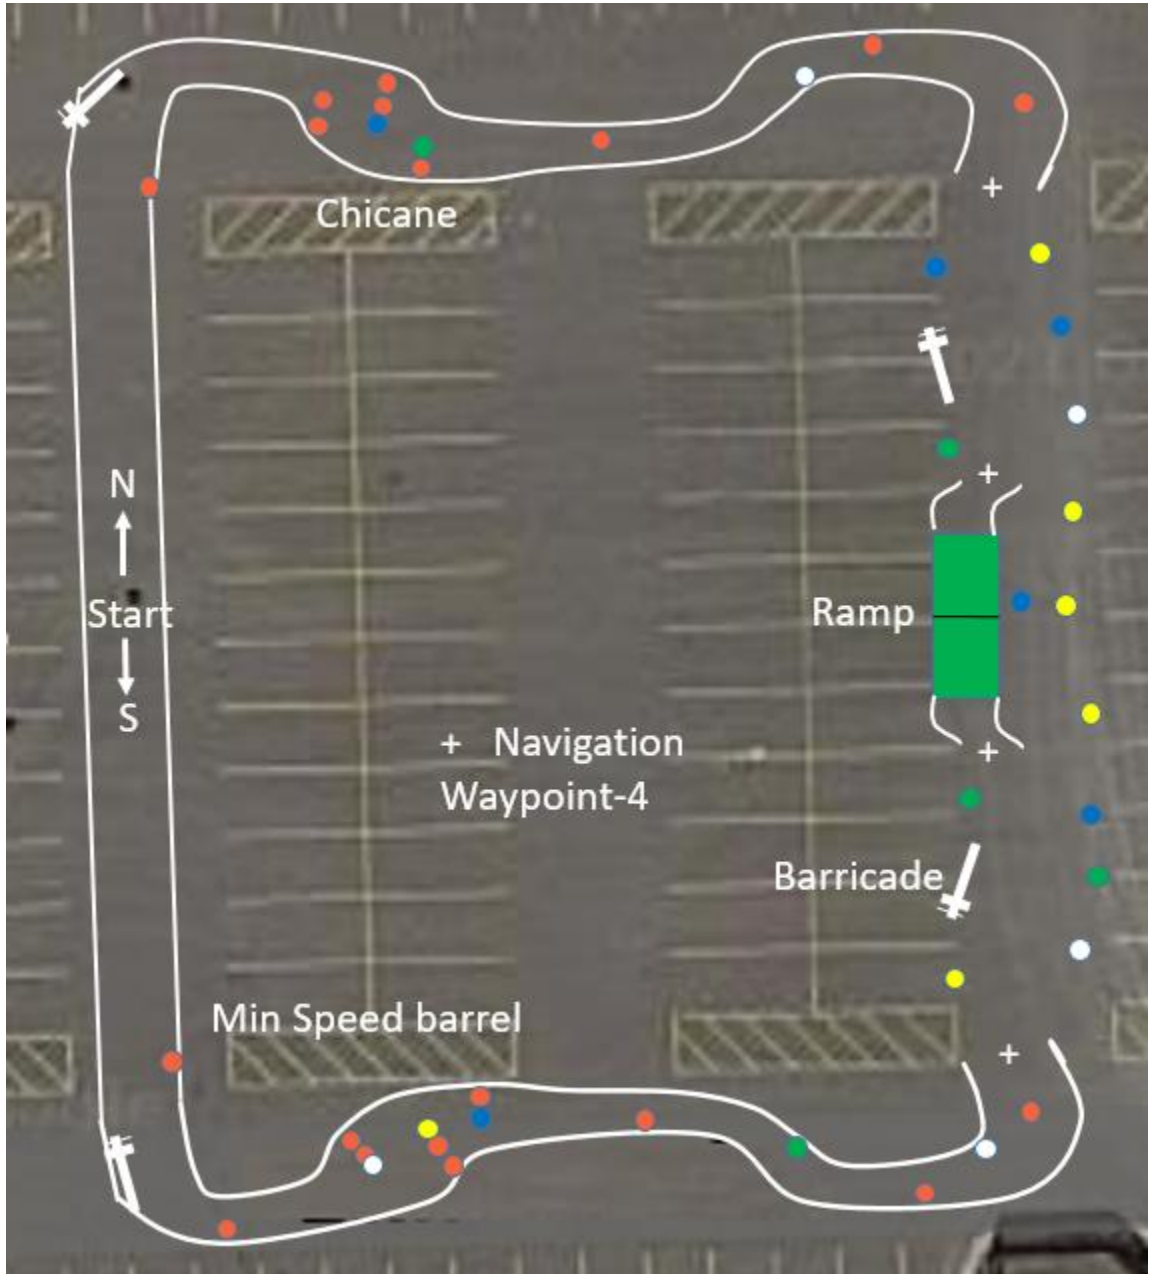 Chicane
N
Start
S
Ramp
+ Navigation
Waypoint-4
Barricade
Min Speed barrel